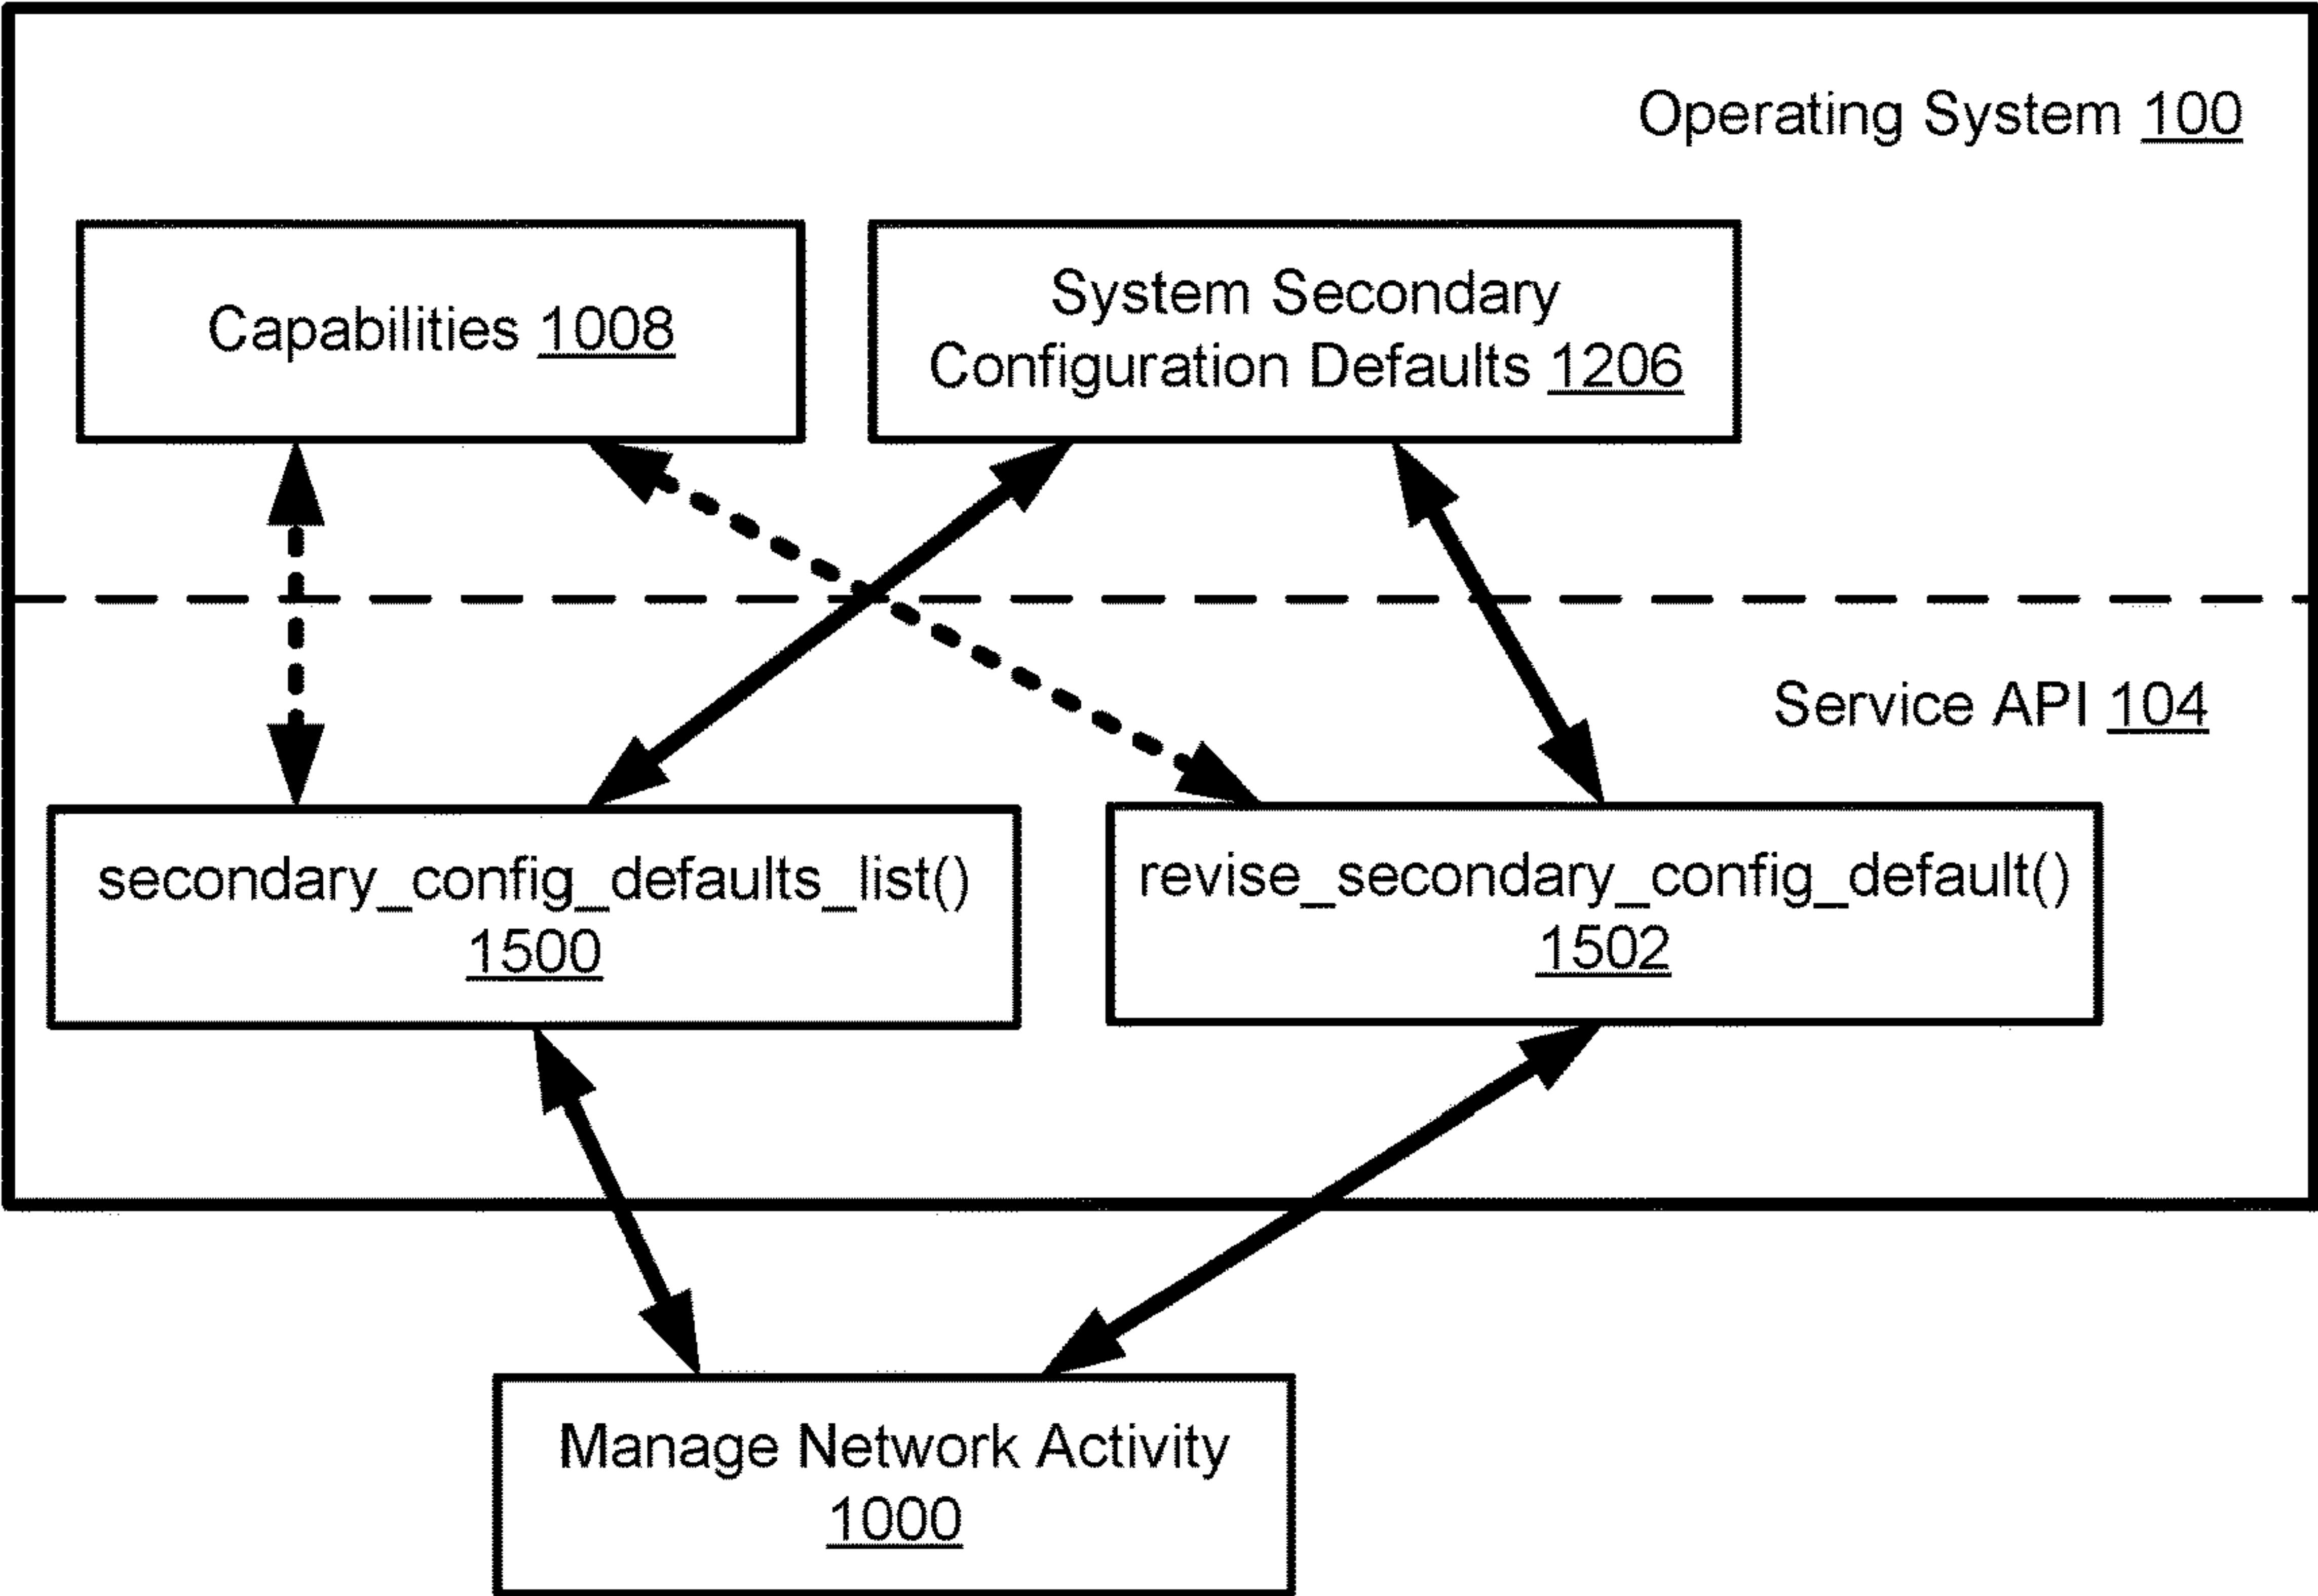 Operating System 100
Capabilities 1008
System Secondary
Configuration Defaults 1206
Service API 104
secondary_config_defaults_list()
1500
revise_secondary_config_default()
1502
Manage Network Activity
1000